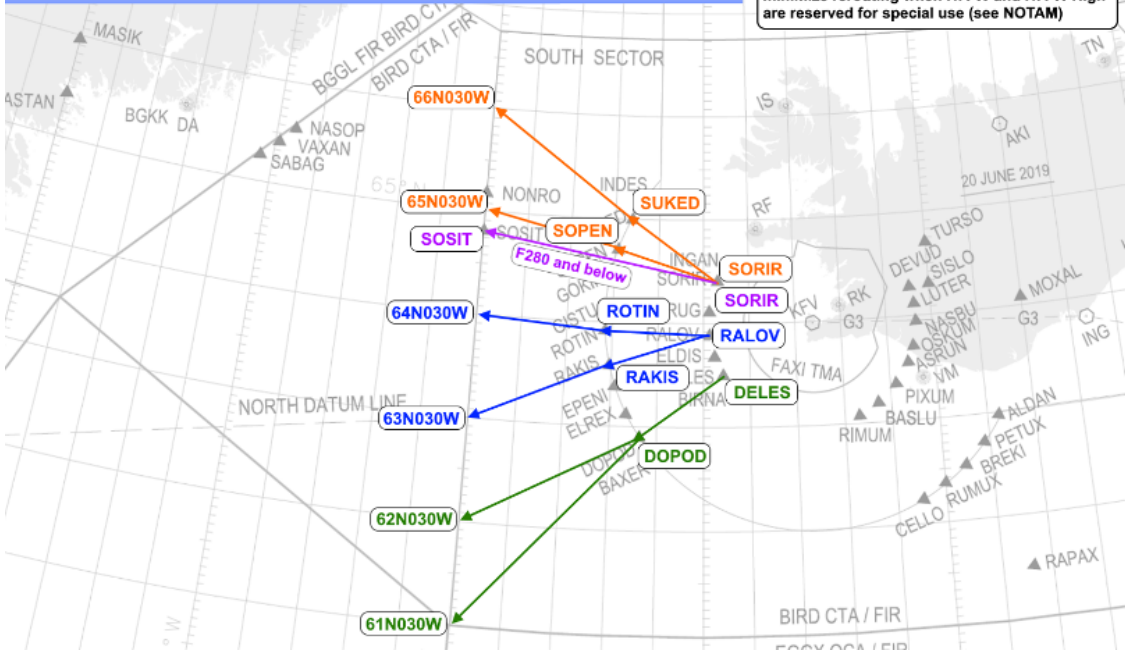 are reserved for special use (see NOTAM)
MASIK
BGGL FIR BIRD CTA
BIRD CTA / FIR
SOUTH SECTOR
TN
66N030W
IS
BGKK DA
NASOP
VAXAN
SABAG
AKI
65°N
NONRO
INDES
20 JUNE 2019
65N030W
SUKED
RF
SOPEN
SOSIT
SOSIT
TURSO
F280 and below
INGAN
SORIR
SORIR
DEVUD
SISLO
LUTER
MOXAL
SORIR
64N030W
ROTIN
KFV
RK
G3
G3
NASBU
RALOV
RALOV
ROTIN
OSKUM
ASRUN
ING
ELDIS
FAXI TMA
VM
RAKIS
RAKIS
PIXUM
DELES
BIRNA
EPENI
ELREX
BASLU
RIMUM
ALDAN
NORTH DATUM LINE
63N030W
PETUX
BREKI
DOPOD
DOPOD
BAXER
RUMUX
CELLO
62N030W
RAPAX
61N030W
BIRD CTA / FIR
W